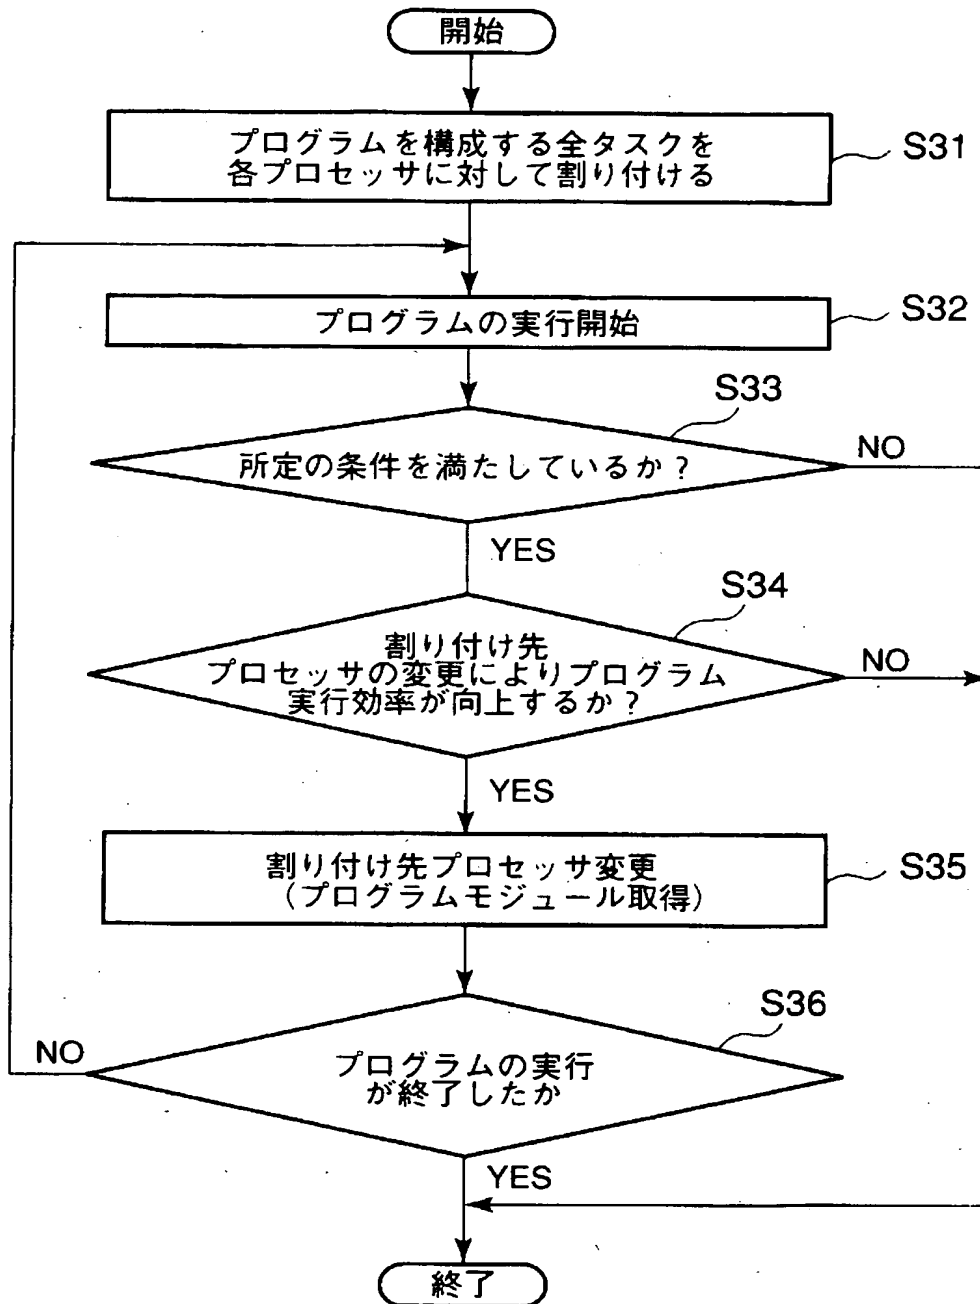 開始
プログラムを構成する全タスクを
各プロセッサに対して割り付ける
S31
プログラムの実行開始
S32
S33
所定の条件を満たしているか？
NO
YES
S34
割り付け先
プロセッサの変更によりプログラム
実行効率が向上するか？
NO
YES
割り付け先プロセッサ変更
（プログラムモジュール取得）
S35
S36
NO
プログラムの実行
が終了したか
YES
終了